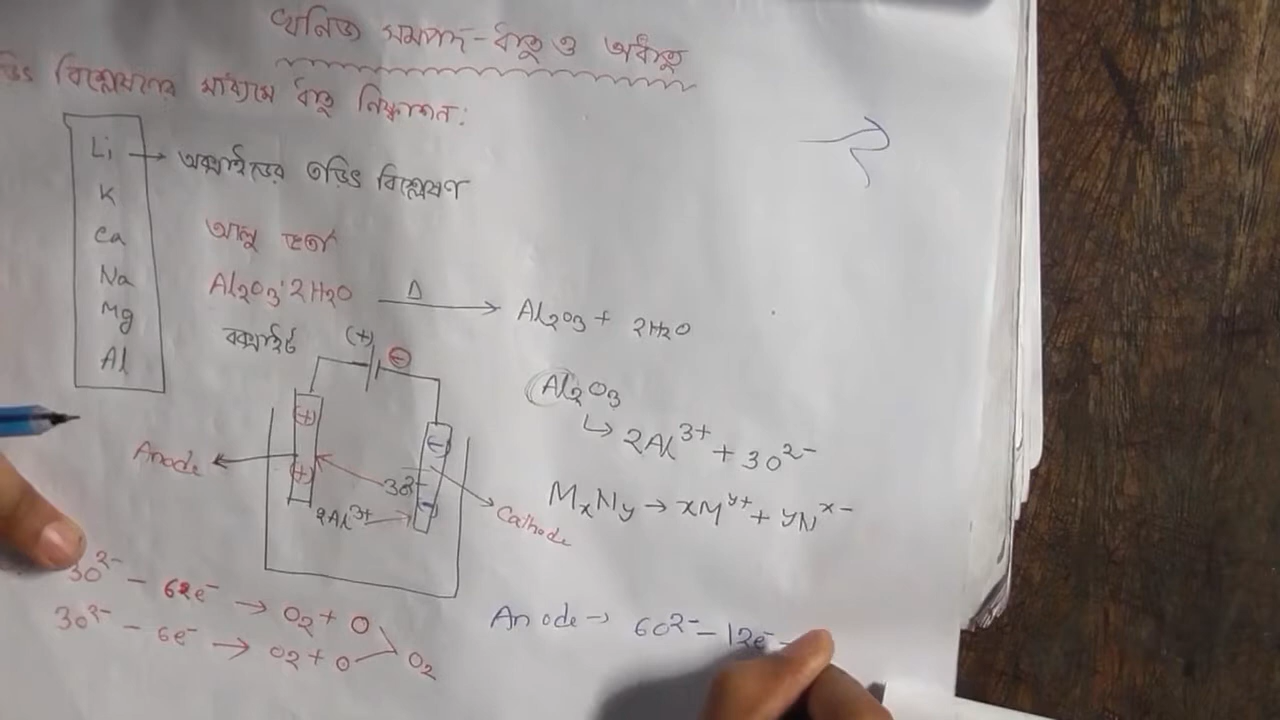 খনিজ সম্পদ - ধাতু ও অধাতু
বিশ্লেষণের মাধ্যমে ধাতু নিষ্কাশন:
Li → অক্সাইডের তড়িৎ বিশ্লেষণ
K
Ca
Na
Mg
Al
আলু ভর্তা
Al2O3·2H2O —Δ→ Al2O3 + 2H2O
বক্সাইট
(+) ⊖
Al2O3
↳ 2Al³⁺ + 3O²⁻
MxNy → xMʸ⁺ + yNˣ⁻
(+) (-)
Anode
(+) 3O²⁻
2Al³⁺
Cathode
3O²⁻ - 6e⁻ → O2 + O
3O²⁻ - 6e⁻ → O2 + O > O2
Anode → 6O²⁻ - 12e⁻